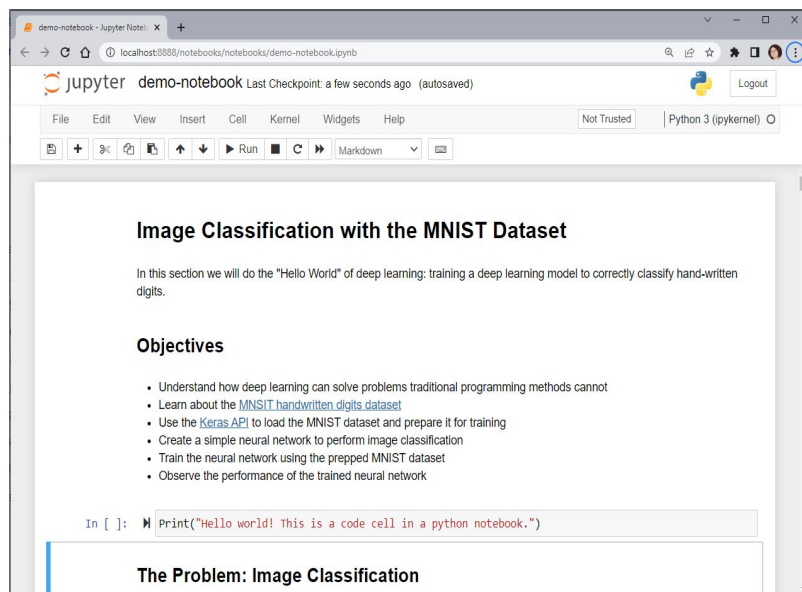 demo-notebook - Jupyter Noteb
localhost:8888/notebooks/notebooks/demo-notebook.ipynb
jupyter demo-notebook Last Checkpoint: a few seconds ago (autosaved)
Logout
File Edit View Insert Cell Kernel Widgets Help
Not Trusted
Python 3 (ipykernel)
Run
Markdown
Image Classification with the MNIST Dataset
In this section we will do the "Hello World" of deep learning: training a deep learning model to correctly classify hand-written
digits.
Objectives
Understand how deep learning can solve problems traditional programming methods cannot
Learn about the MNSIT handwritten digits dataset
Use the Keras API to load the MNIST dataset and prepare it for training
Create a simple neural network to perform image classification
Train the neural network using the prepped MNIST dataset
Observe the performance of the trained neural network
In [ ]: Print("Hello world! This is a code cell in a python notebook.")
The Problem: Image Classification